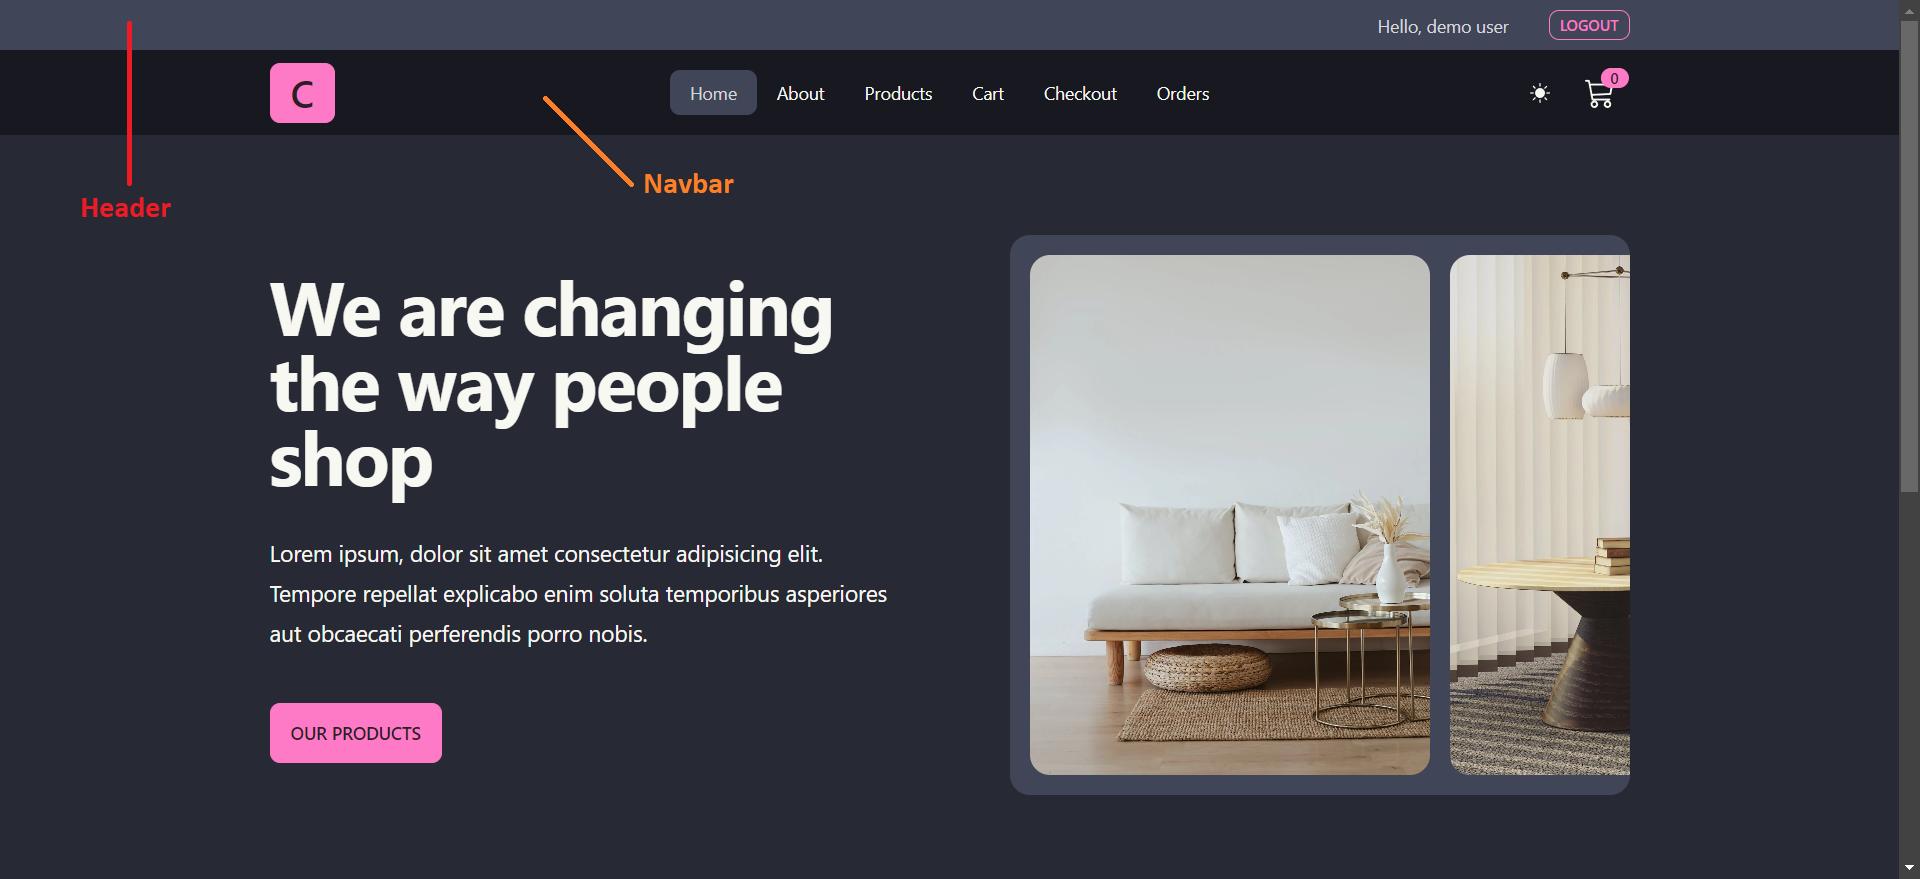 Hello, demo user LOGOUT
C Home About Products Cart Checkout Orders 0
Navbar
Header
We are changing
the way people
shop
Lorem ipsum, dolor sit amet consectetur adipisicing elit.
Tempore repellat explicabo enim soluta temporibus asperiores
aut obcaecati perferendis porro nobis.
OUR PRODUCTS